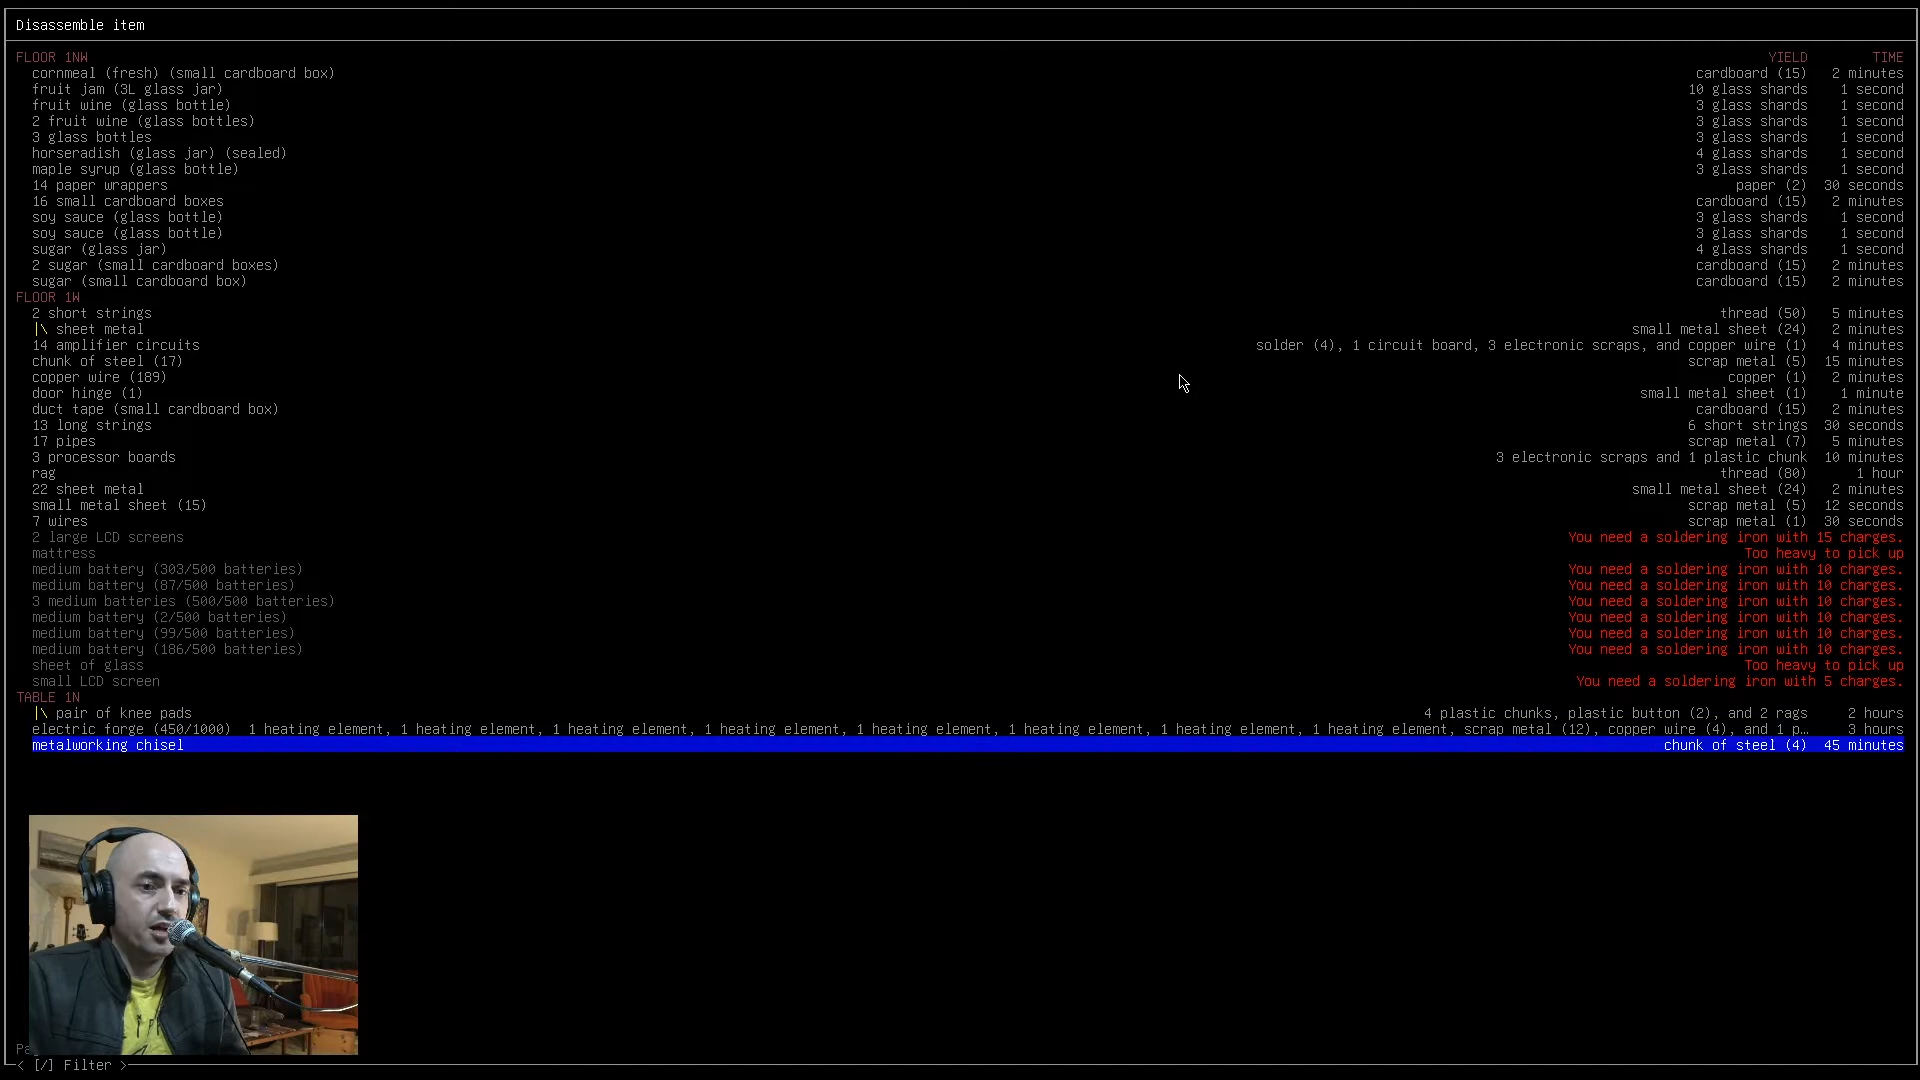 Disassemble item
FLOOR 1NW YIELD TIME
cornmeal (fresh) (small cardboard box) cardboard (15) 2 minutes
fruit jam (3L glass jar) 10 glass shards 1 second
fruit wine (glass bottle) 3 glass shards 1 second
2 fruit wine (glass bottles) 3 glass shards 1 second
3 glass bottles 3 glass shards 1 second
horseradish (glass jar) (sealed) 4 glass shards 1 second
maple syrup (glass bottle) 3 glass shards 1 second
14 paper wrappers paper (2) 30 seconds
16 small cardboard boxes cardboard (15) 2 minutes
soy sauce (glass bottle) 3 glass shards 1 second
soy sauce (glass bottle) 3 glass shards 1 second
sugar (glass jar) 4 glass shards 1 second
2 sugar (small cardboard boxes) cardboard (15) 2 minutes
sugar (small cardboard box) cardboard (15) 2 minutes
FLOOR 1W
2 short strings thread (50) 5 minutes
|\ sheet metal small metal sheet (24) 2 minutes
14 amplifier circuits solder (4), 1 circuit board, 3 electronic scraps, and copper wire (1) 4 minutes
chunk of steel (17) scrap metal (5) 15 minutes
copper wire (189) copper (1) 2 minutes
door hinge (1) small metal sheet (1) 1 minute
duct tape (small cardboard box) cardboard (15) 2 minutes
13 long strings 6 short strings 30 seconds
17 pipes scrap metal (7) 5 minutes
3 processor boards 3 electronic scraps and 1 plastic chunk 10 minutes
rag thread (80) 1 hour
22 sheet metal small metal sheet (24) 2 minutes
small metal sheet (15) scrap metal (5) 12 seconds
7 wires scrap metal (1) 30 seconds
2 large LCD screens You need a soldering iron with 15 charges.
mattress Too heavy to pick up
medium battery (303/500 batteries) You need a soldering iron with 10 charges.
medium battery (87/500 batteries) You need a soldering iron with 10 charges.
3 medium batteries (500/500 batteries) You need a soldering iron with 10 charges.
medium battery (2/500 batteries) You need a soldering iron with 10 charges.
medium battery (99/500 batteries) You need a soldering iron with 10 charges.
medium battery (186/500 batteries) You need a soldering iron with 10 charges.
sheet of glass Too heavy to pick up
small LCD screen You need a soldering iron with 5 charges.
TABLE 1N
|\ pair of knee pads 4 plastic chunks, plastic button (2), and 2 rags 2 hours
electric forge (450/1000) 1 heating element, 1 heating element, 1 heating element, 1 heating element, 1 heating element, 1 heating element, 1 heating element, 1 heating element, scrap metal (12), copper wire (4), and 1 p… 3 hours
metalworking chisel chunk of steel (4) 45 minutes
< [/] Filter >